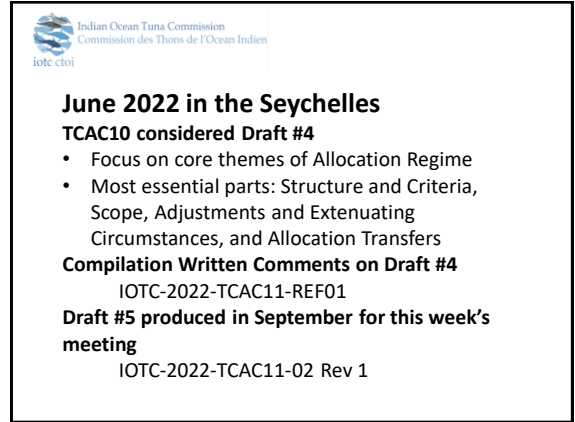 Indian Ocean Tuna Commission
Commission des Thons de l'Ocean Indien
iotc ctoi
June 2022 in the Seychelles
TCAC10 considered Draft #4
• Focus on core themes of Allocation Regime
• Most essential parts: Structure and Criteria,
Scope, Adjustments and Extenuating
Circumstances, and Allocation Transfers
Compilation Written Comments on Draft #4
IOTC-2022-TCAC11-REF01
Draft #5 produced in September for this week's
meeting
IOTC-2022-TCAC11-02 Rev 1